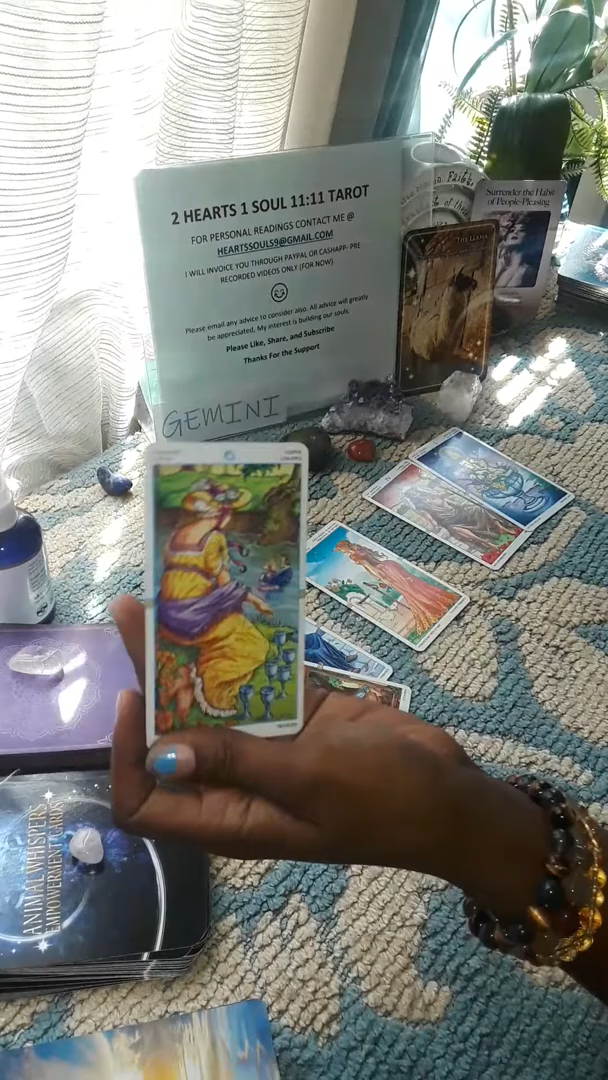 2 HEARTS 1 SOUL 11:11 TAROT
FOR PERSONAL READINGS CONTACT ME @
HEARTSSOULS9@GMAIL.COM
I WILL INVOICE YOU THROUGH PAYPAL OR CASHAPP- PRE
RECORDED VIDEOS ONLY (FOR NOW)
Please email any advice to consider also. All advice will greatly
be appreciated, My interest is building our souls.
Please Like, Share, and Subscribe
Thanks For the Support
GEMINI
Faith
Surrender the Habit
of People-Pleasing
THE LLAMA
ANIMAL WHISPERS
EMPOWERMENT CARDS